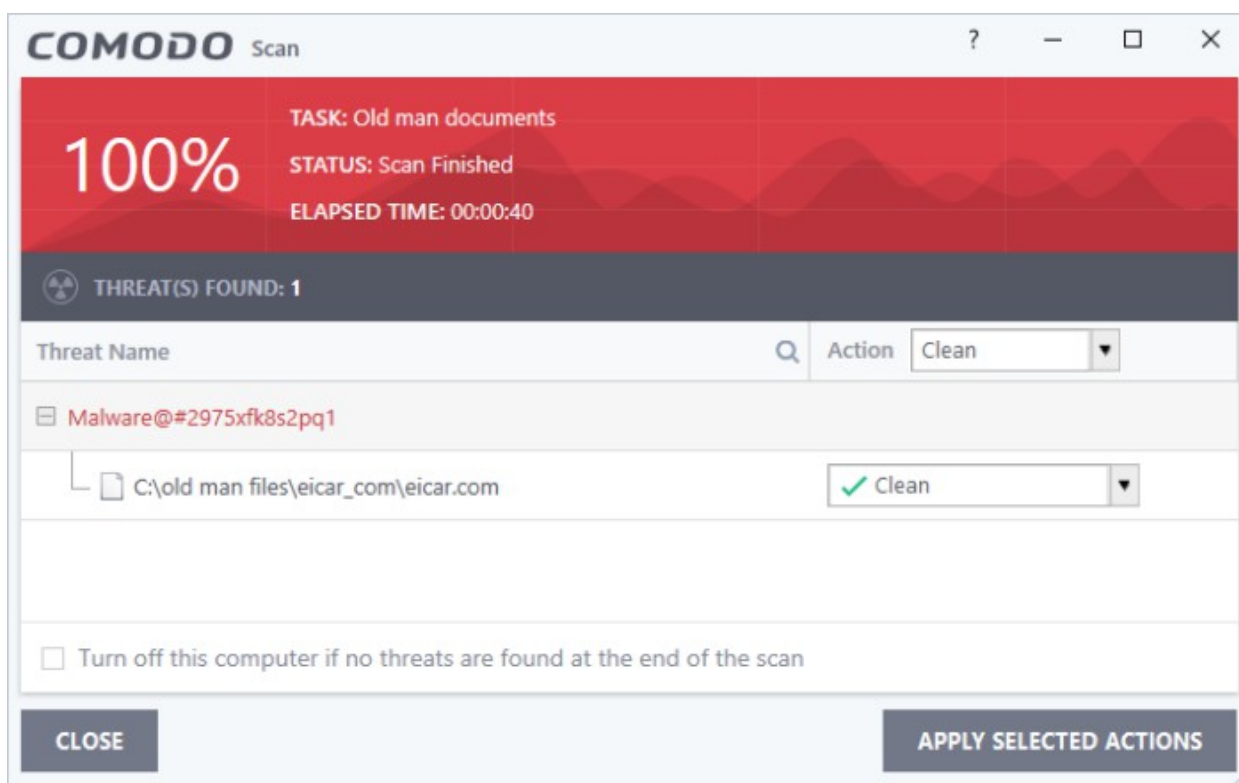 COMODO Scan
100%
TASK: Old man documents
STATUS: Scan Finished
ELAPSED TIME: 00:00:40
THREAT(S) FOUND: 1
Threat Name
Action Clean
Malware@#2975xfk8s2pq1
C:\old man files\eicar_com\eicar.com
Clean
Turn off this computer if no threats are found at the end of the scan
CLOSE
APPLY SELECTED ACTIONS